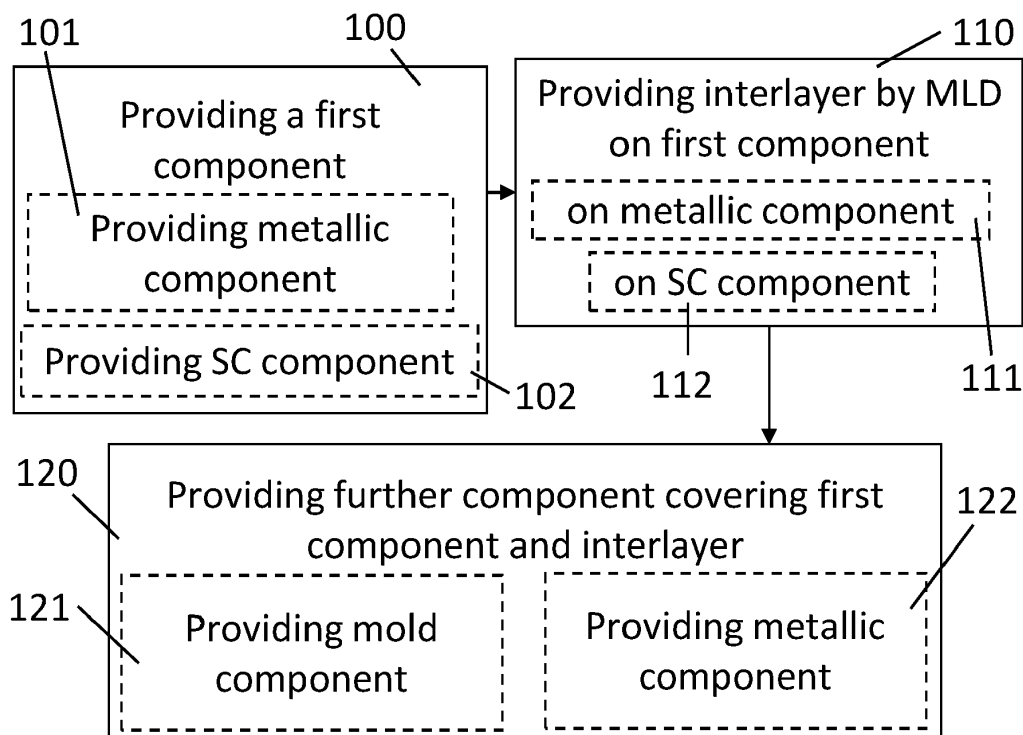 101
100
110
Providing a first
component
Providing metallic
component
Providing SC component
102
Providing interlayer by MLD
on first component
on metallic component
on SC component
112
111
120
Providing further component covering first
component and interlayer
122
121
Providing mold
component
Providing metallic
component